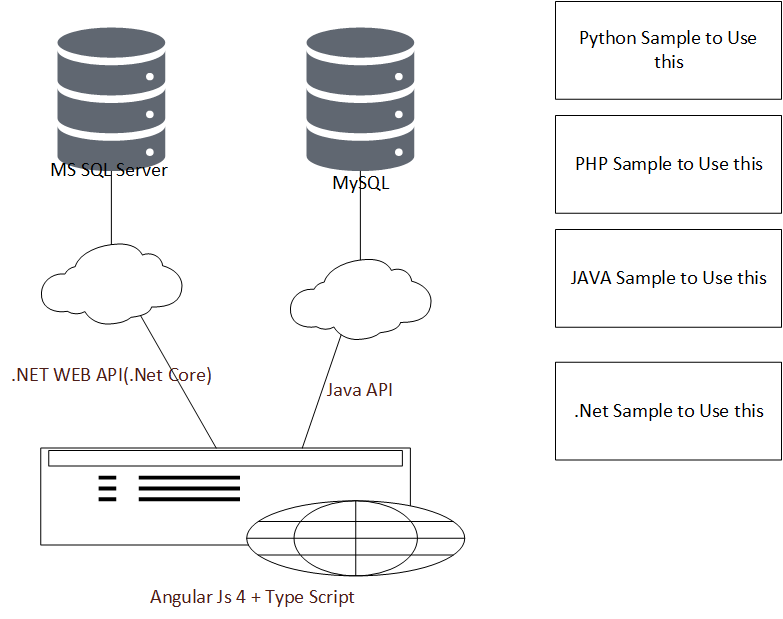 MS SQL Server
MySQL
.NET WEB API(.Net Core)
Java API
Angular Js 4 + Type Script
Python Sample to Use
this
PHP Sample to Use this
JAVA Sample to Use this
.Net Sample to Use this